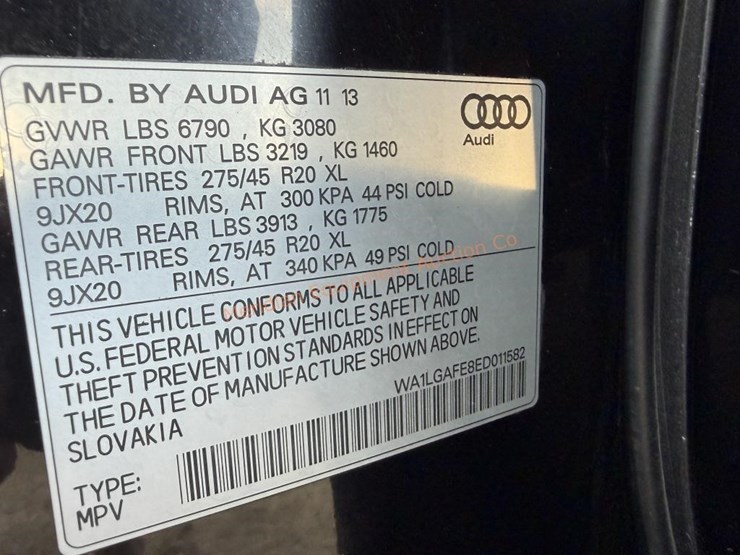 MFD. BY AUDI AG 11 13
Audi
GVWR LBS 6790 , KG 3080
GAWR FRONT LBS 3219 , KG 1460
FRONT-TIRES 275/45 R20 XL
9JX20 RIMS, AT 300 KPA 44 PSI COLD
GAWR REAR LBS 3913 , KG 1775
REAR-TIRES 275/45 R20 XL
9JX20 RIMS, AT 340 KPA 49 PSI COLD
THIS VEHICLE CONFORMS TO ALL APPLICABLE
U.S. FEDERAL MOTOR VEHICLE SAFETY AND
THEFT PREVENTION STANDARDS IN EFFECT ON
THE DATE OF MANUFACTURE SHOWN ABOVE.
SLOVAKIA
WA1LGAFE8ED011582
TYPE:
MPV
Auction Co